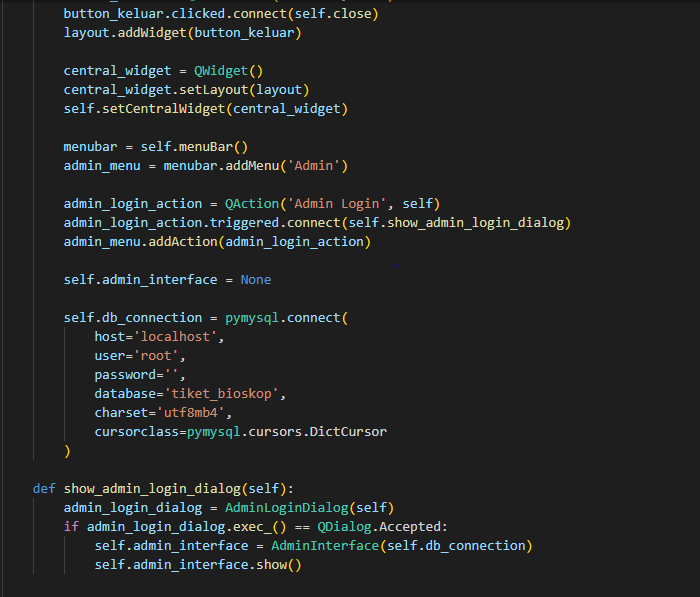 button_keluar.clicked.connect(self.close)
layout.addWidget(button_keluar)
central_widget = QWidget()
central_widget.setLayout(layout)
self.setCentralWidget(central_widget)
menubar = self.menuBar()
admin_menu = menubar.addMenu('Admin')
admin_login_action = QAction('Admin Login', self)
admin_login_action.triggered.connect(self.show_admin_login_dialog)
admin_menu.addAction(admin_login_action)
self.admin_interface = None
self.db_connection = pymysql.connect(
host='localhost',
user='root',
password='',
database='tiket_bioskop',
charset='utf8mb4',
cursorclass=pymysql.cursors.DictCursor
)
def show_admin_login_dialog(self):
admin_login_dialog = AdminLoginDialog(self)
if admin_login_dialog.exec_() == QDialog.Accepted:
self.admin_interface = AdminInterface(self.db_connection)
self.admin_interface.show()